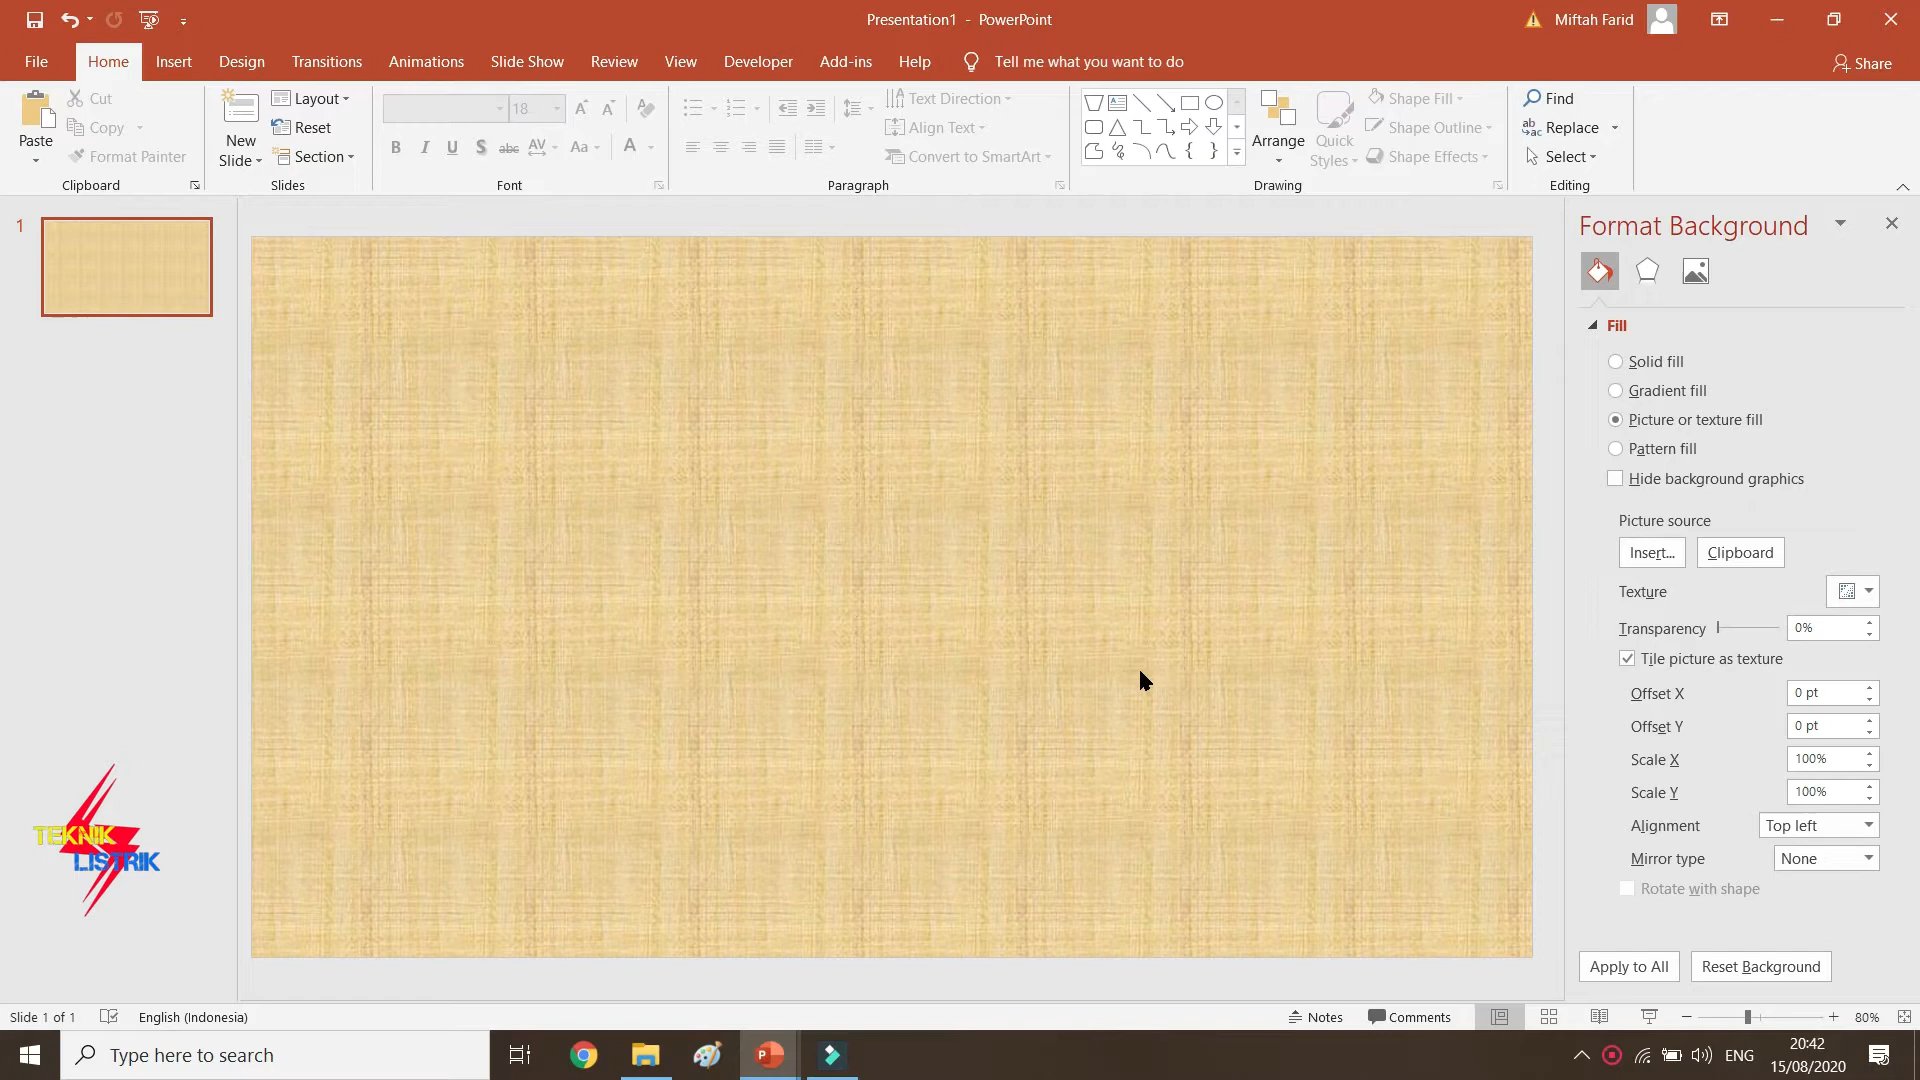 Presentation1 - PowerPoint
Miftah Farid
File Home Insert Design Transitions Animations Slide Show Review View Developer Add-ins Help Tell me what you want to do
Share
Paste
Cut
Copy
Format Painter
Clipboard
New
Slide
Layout
Reset
Section
Slides
18
B I U S abc AV Aa A
Font
Text Direction
Align Text
Convert to SmartArt
Paragraph
Arrange
Quick
Styles
Shape Fill
Shape Outline
Shape Effects
Drawing
Find
Replace
Select
Editing
1
Format Background
Fill
Solid fill
Gradient fill
Picture or texture fill
Pattern fill
Hide background graphics
Picture source
Insert... Clipboard
Texture
Transparency 0%
Tile picture as texture
Offset X 0 pt
Offset Y 0 pt
Scale X 100%
Scale Y 100%
Alignment Top left
Mirror type None
Rotate with shape
Apply to All Reset Background
TEKNIK
LISTRIK
Slide 1 of 1 English (Indonesia) Notes Comments 80%
Type here to search
ENG
20:42
15/08/2020